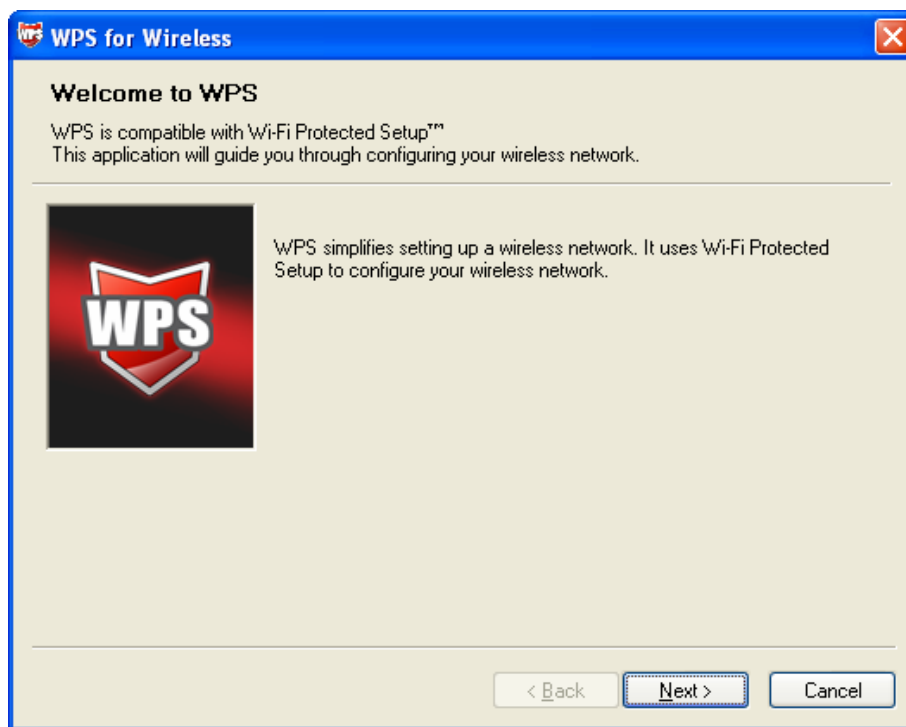 WPS for Wireless
Welcome to WPS
WPS is compatible with Wi-Fi Protected Setup™
This application will guide you through configuring your wireless network.
WPS simplifies setting up a wireless network. It uses Wi-Fi Protected
Setup to configure your wireless network.
WPS
< Back
Next >
Cancel